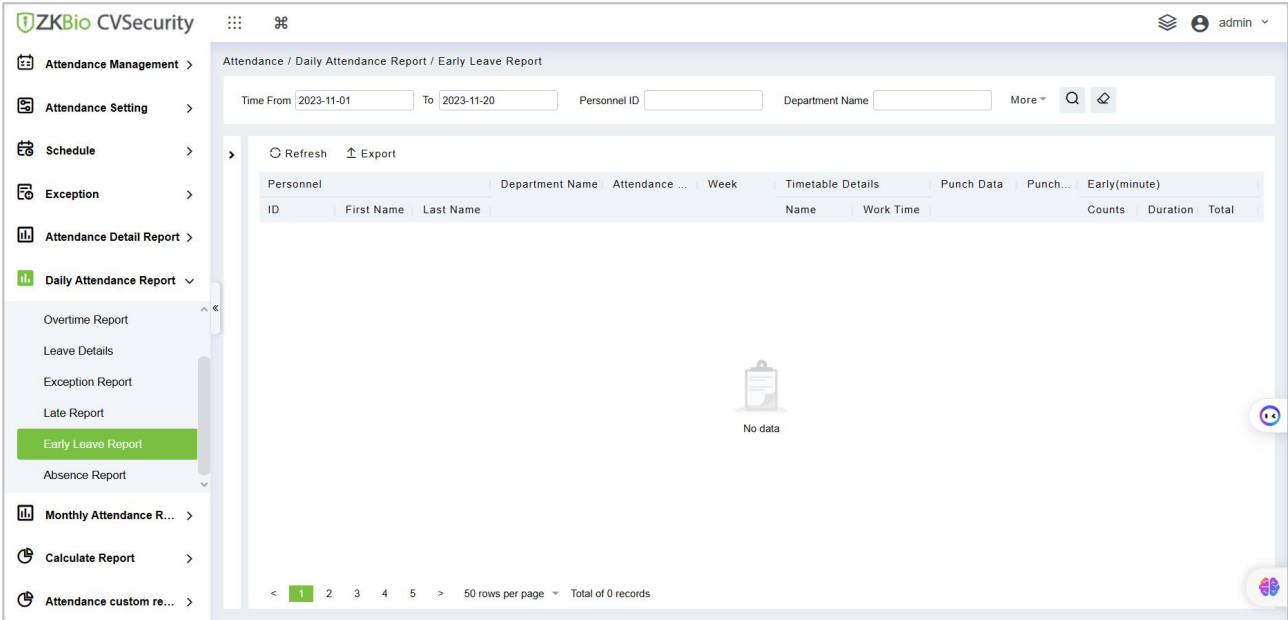 ZKBio CVSecurity
admin
Attendance Management
Attendance / Daily Attendance Report / Early Leave Report
Attendance Setting
Time From 2023-11-01 To 2023-11-20 Personnel ID Department Name More
Schedule
Refresh Export
Exception
Personnel Department Name Attendance ... Week Timetable Details Punch Data Punch... Early(minute)
ID First Name Last Name Name Work Time Counts Duration Total
Attendance Detail Report
Daily Attendance Report
Overtime Report
Leave Details
Exception Report
Late Report
Early Leave Report
Absence Report
No data
Monthly Attendance R...
Calculate Report
Attendance custom re...
< 1 2 3 4 5 > 50 rows per page Total of 0 records